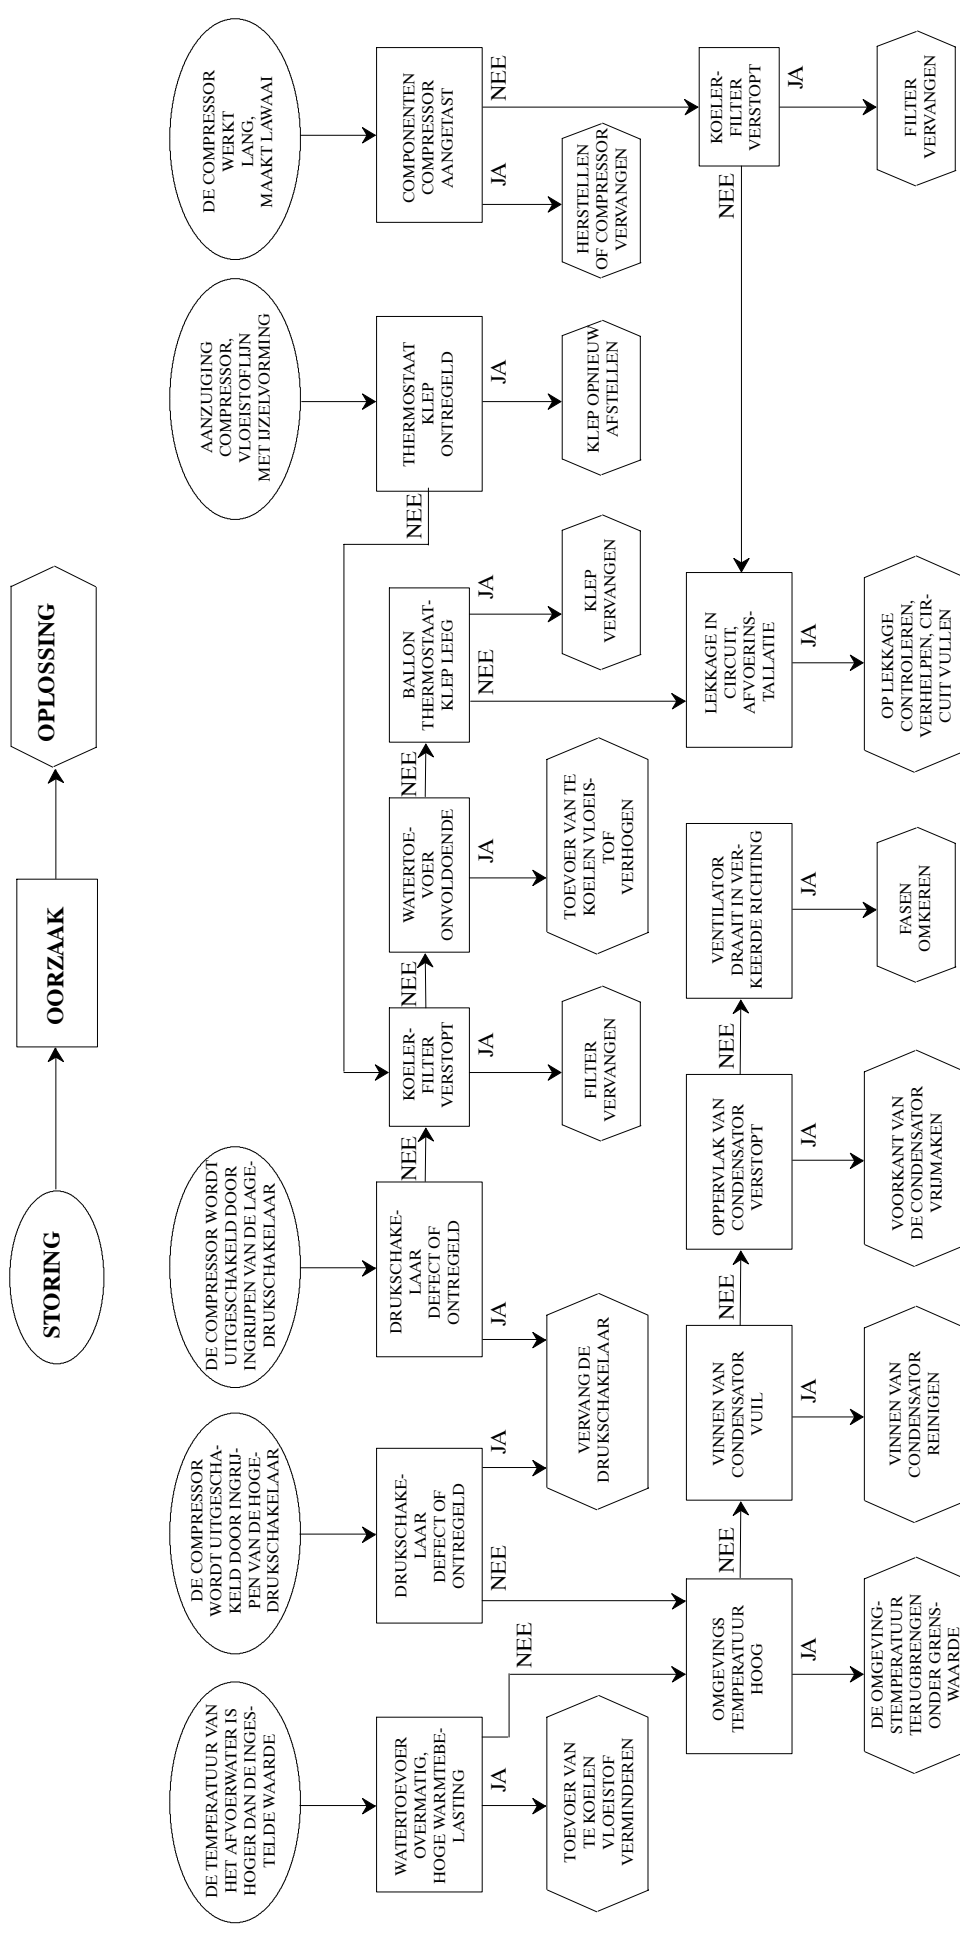 STORING
OORZAAK
OPLOSSING
DE TEMPERATUUR VAN
HET AFVOERWATER IS
HOGER DAN DE INGES-
TELDE WAARDE
DE COMPRESSOR
WORDT UITGESCHA-
KELD DOOR INGRIJ-
PEN VAN DE HOGE-
DRUKSCHAKELAAR
DE COMPRESSOR WORDT
UITGESCHAKELD DOOR
INGRIJPEN VAN DE LAGE-
DRUKSCHAKELAAR
AANZUIGING
COMPRESSOR,
VLOEISTOFLIJN
MET IJZELVORMING
DE COMPRESSOR
WERKT
LANG,
MAAKT LAWAAI
WATERTOEVOER
OVERMATIG,
HOGE WARMTEBE-
LASTING
JA
NEE
DRUKSCHAKE-
LAAR
DEFECT OF
ONTREGELD
NEE
JA
DRUKSCHAKE-
LAAR
DEFECT OF
ONTREGELD
JA
NEE
KOELER-
FILTER
VERSTOPT
JA
NEE
WATERTOE-
VOER
ONVOLDOENDE
JA
NEE
BALLON
THERMOSTAAT-
KLEP LEEG
NEE
JA
THERMOSTAAT
KLEP
ONTREGELD
NEE
JA
COMPONENTEN
COMPRESSOR
AANGETAST
JA
NEE
TOEVOER VAN
TE KOELEN
VLOEISTOF
VERMINDEREN
VERVANG DE
DRUKSCHAKELAAR
FILTER
VERVANGEN
TOEVOER VAN TE
KOELEN VLOEIS-
TOF
VERHOGEN
KLEP
VERVANGEN
KLEP OPNIEUW
AFSTELLEN
HERSTELLEN
OF COMPRESSOR
VERVANGEN
OMGEVINGS
TEMPERATUUR
HOOG
JA
NEE
VINNEN VAN
CONDENSATOR
VUIL
JA
NEE
OPPERVLAK VAN
CONDENSATOR
VERSTOPT
JA
NEE
VENTILATOR
DRAAIT IN VER-
KEERDE RICHTING
JA
LEKKAGE IN
CIRCUIT,
AFVOERINS-
TALLATIE
JA
NEE
KOELER-
FILTER
VERSTOPT
JA
DE OMGEVING-
STEMPERATUUR
TERUGBRENGEN
ONDER GRENS-
WAARDE
VINNEN VAN
CONDENSATOR
REINIGEN
VOORKANT VAN
DE CONDENSATOR
VRIJMAKEN
FASEN
OMKEREN
OP LEKKAGE
CONTROLEREN,
VERHELPEN, CIR-
CUIT VULLEN
FILTER
VERVANGEN